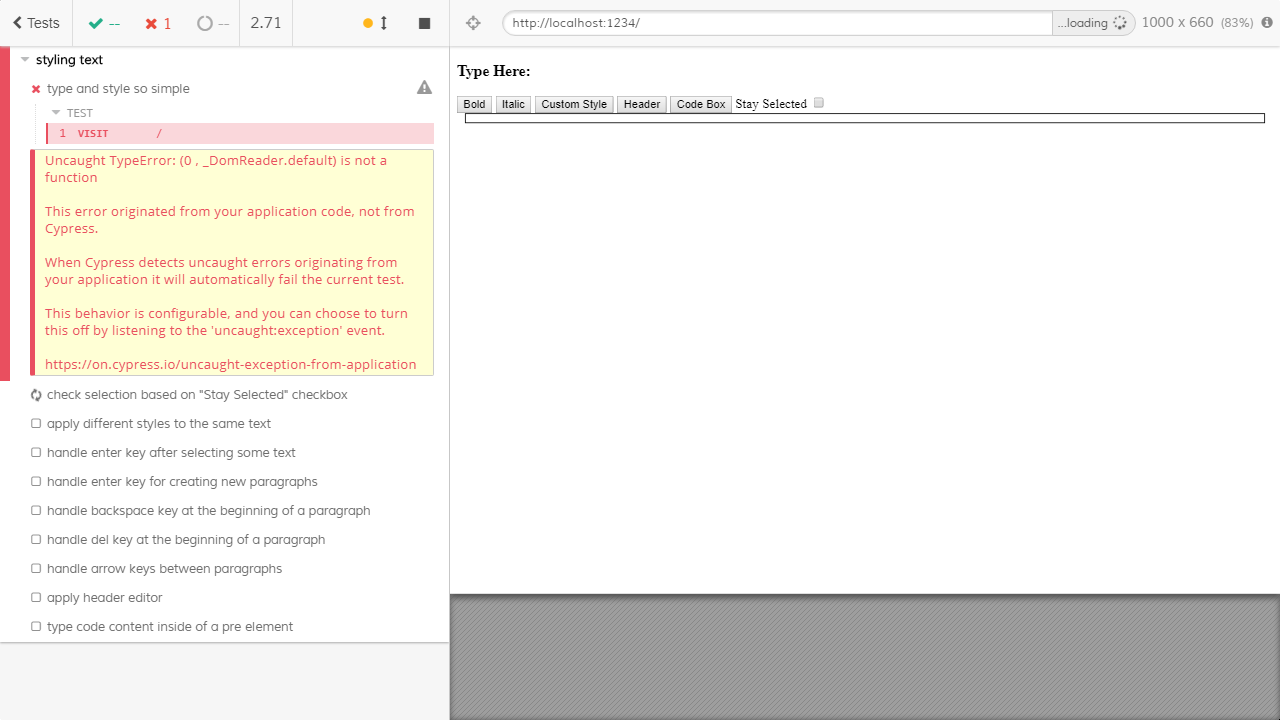 Tests -- 1 -- 2.71
styling text
type and style so simple
TEST
1 VISIT /
Uncaught TypeError: (0 , _DomReader.default) is not a
function
This error originated from your application code, not from
Cypress.
When Cypress detects uncaught errors originating from
your application it will automatically fail the current test.
This behavior is configurable, and you can choose to turn
this off by listening to the 'uncaught:exception' event.
https://on.cypress.io/uncaught-exception-from-application
check selection based on "Stay Selected" checkbox
apply different styles to the same text
handle enter key after selecting some text
handle enter key for creating new paragraphs
handle backspace key at the beginning of a paragraph
handle del key at the beginning of a paragraph
handle arrow keys between paragraphs
apply header editor
type code content inside of a pre element
http://localhost:1234/ ...loading 1000 x 660 (83%)
Type Here:
Bold Italic Custom Style Header Code Box Stay Selected